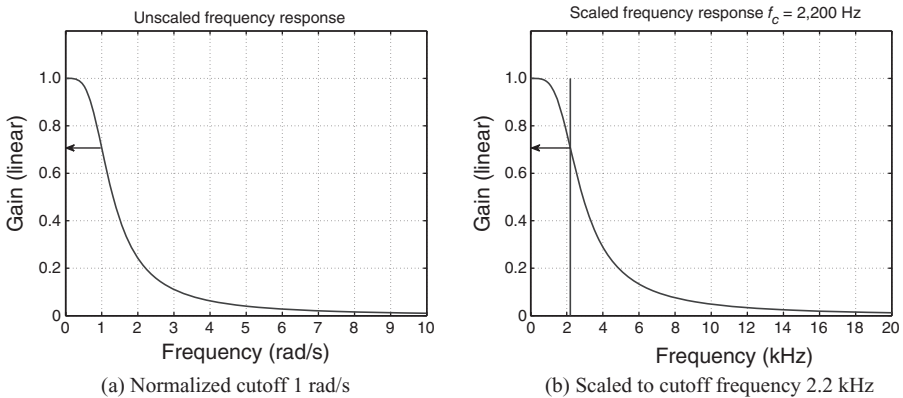 Unscaled frequency response
Gain (linear)
1.0
0.8
0.6
0.4
0.2
0
0 1 2 3 4 5 6 7 8 9 10
Frequency (rad/s)
(a) Normalized cutoff 1 rad/s
Scaled frequency response fc = 2,200 Hz
Gain (linear)
1.0
0.8
0.6
0.4
0.2
0
0 2 4 6 8 10 12 14 16 18 20
Frequency (kHz)
(b) Scaled to cutoff frequency 2.2 kHz